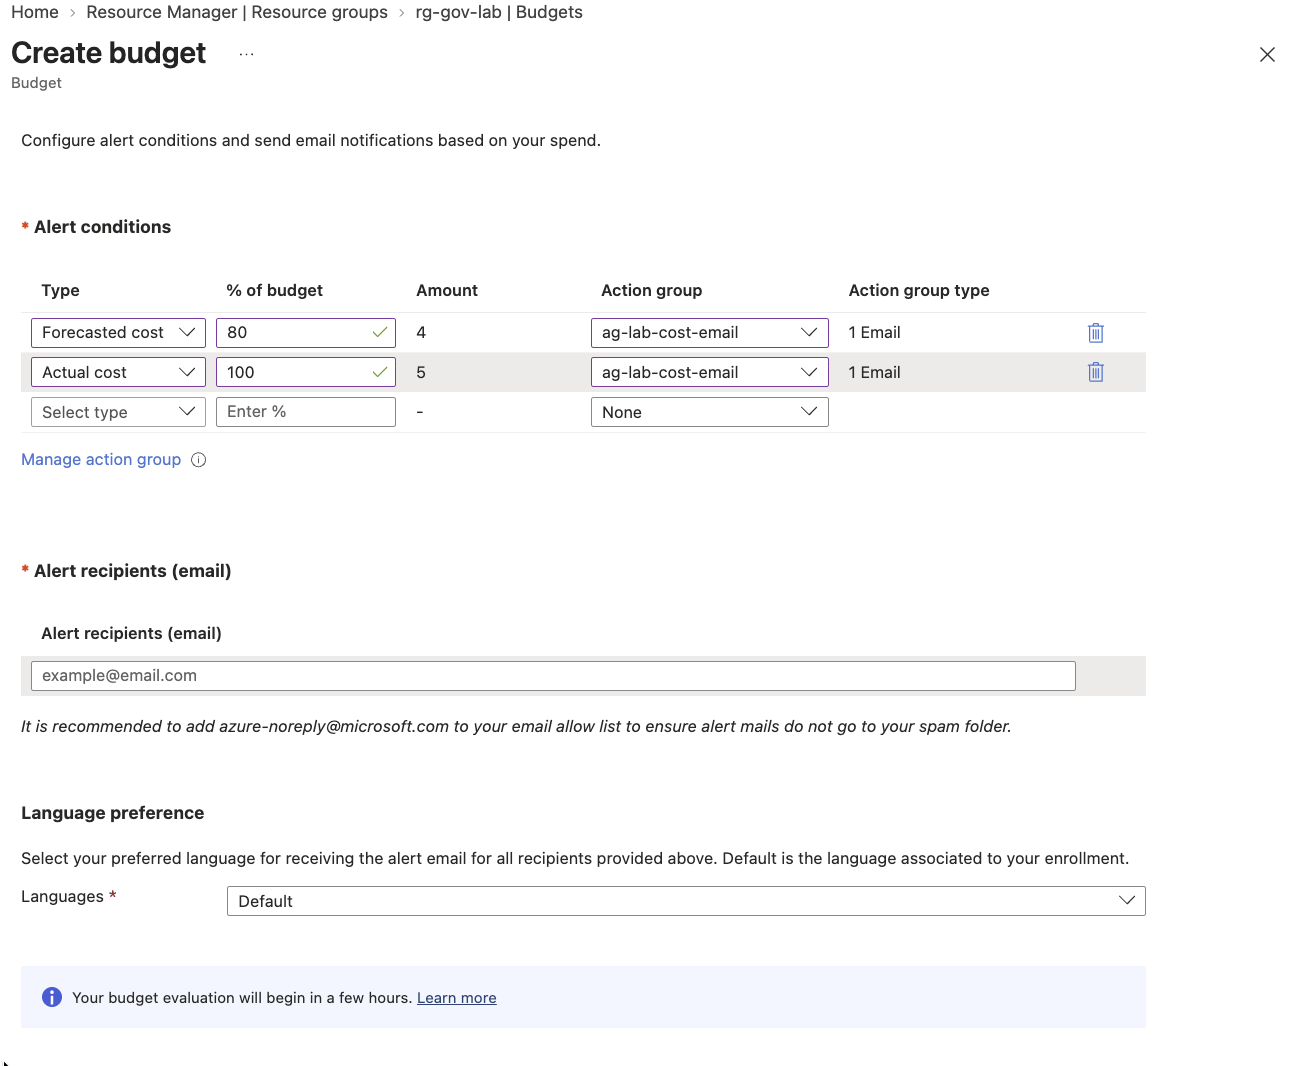 Home > Resource Manager | Resource groups > rg-gov-lab | Budgets
Create budget ...
Budget
Configure alert conditions and send email notifications based on your spend.
* Alert conditions
Type % of budget Amount Action group Action group type
Forecasted cost 80 4 ag-lab-cost-email 1 Email
Actual cost 100 5 ag-lab-cost-email 1 Email
Select type Enter % - None
Manage action group
* Alert recipients (email)
Alert recipients (email)
example@email.com
It is recommended to add azure-noreply@microsoft.com to your email allow list to ensure alert mails do not go to your spam folder.
Language preference
Select your preferred language for receiving the alert email for all recipients provided above. Default is the language associated to your enrollment.
Languages * Default
Your budget evaluation will begin in a few hours. Learn more